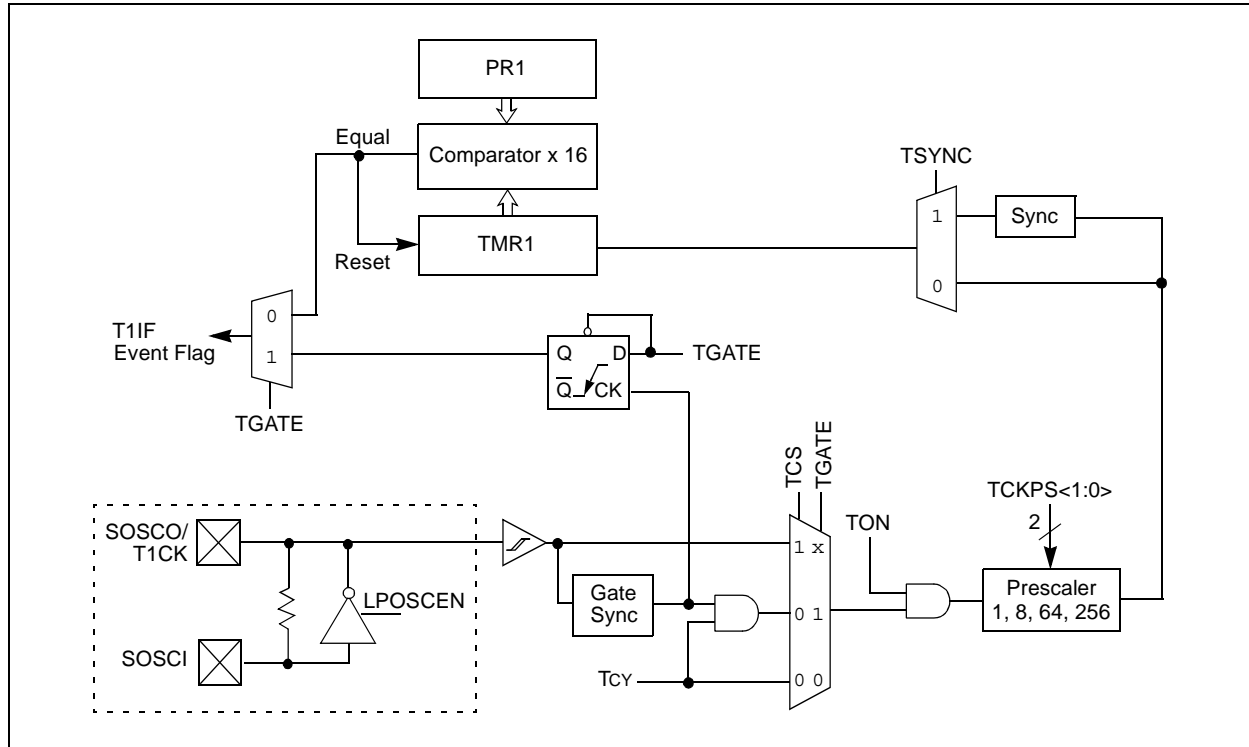 PR1
Equal
Comparator x 16
TSYNC
1
Sync
Reset
TMR1
0
0
T1IF
Event Flag
1
Q
D
TGATE
Q̅
CK
TGATE
TCS
TGATE
TCKPS<1:0>
2
TON
SOSCO/
T1CK
1 x
Prescaler
1, 8, 64, 256
LPOSCEN
Gate
Sync
0 1
SOSCI
TCY
0 0